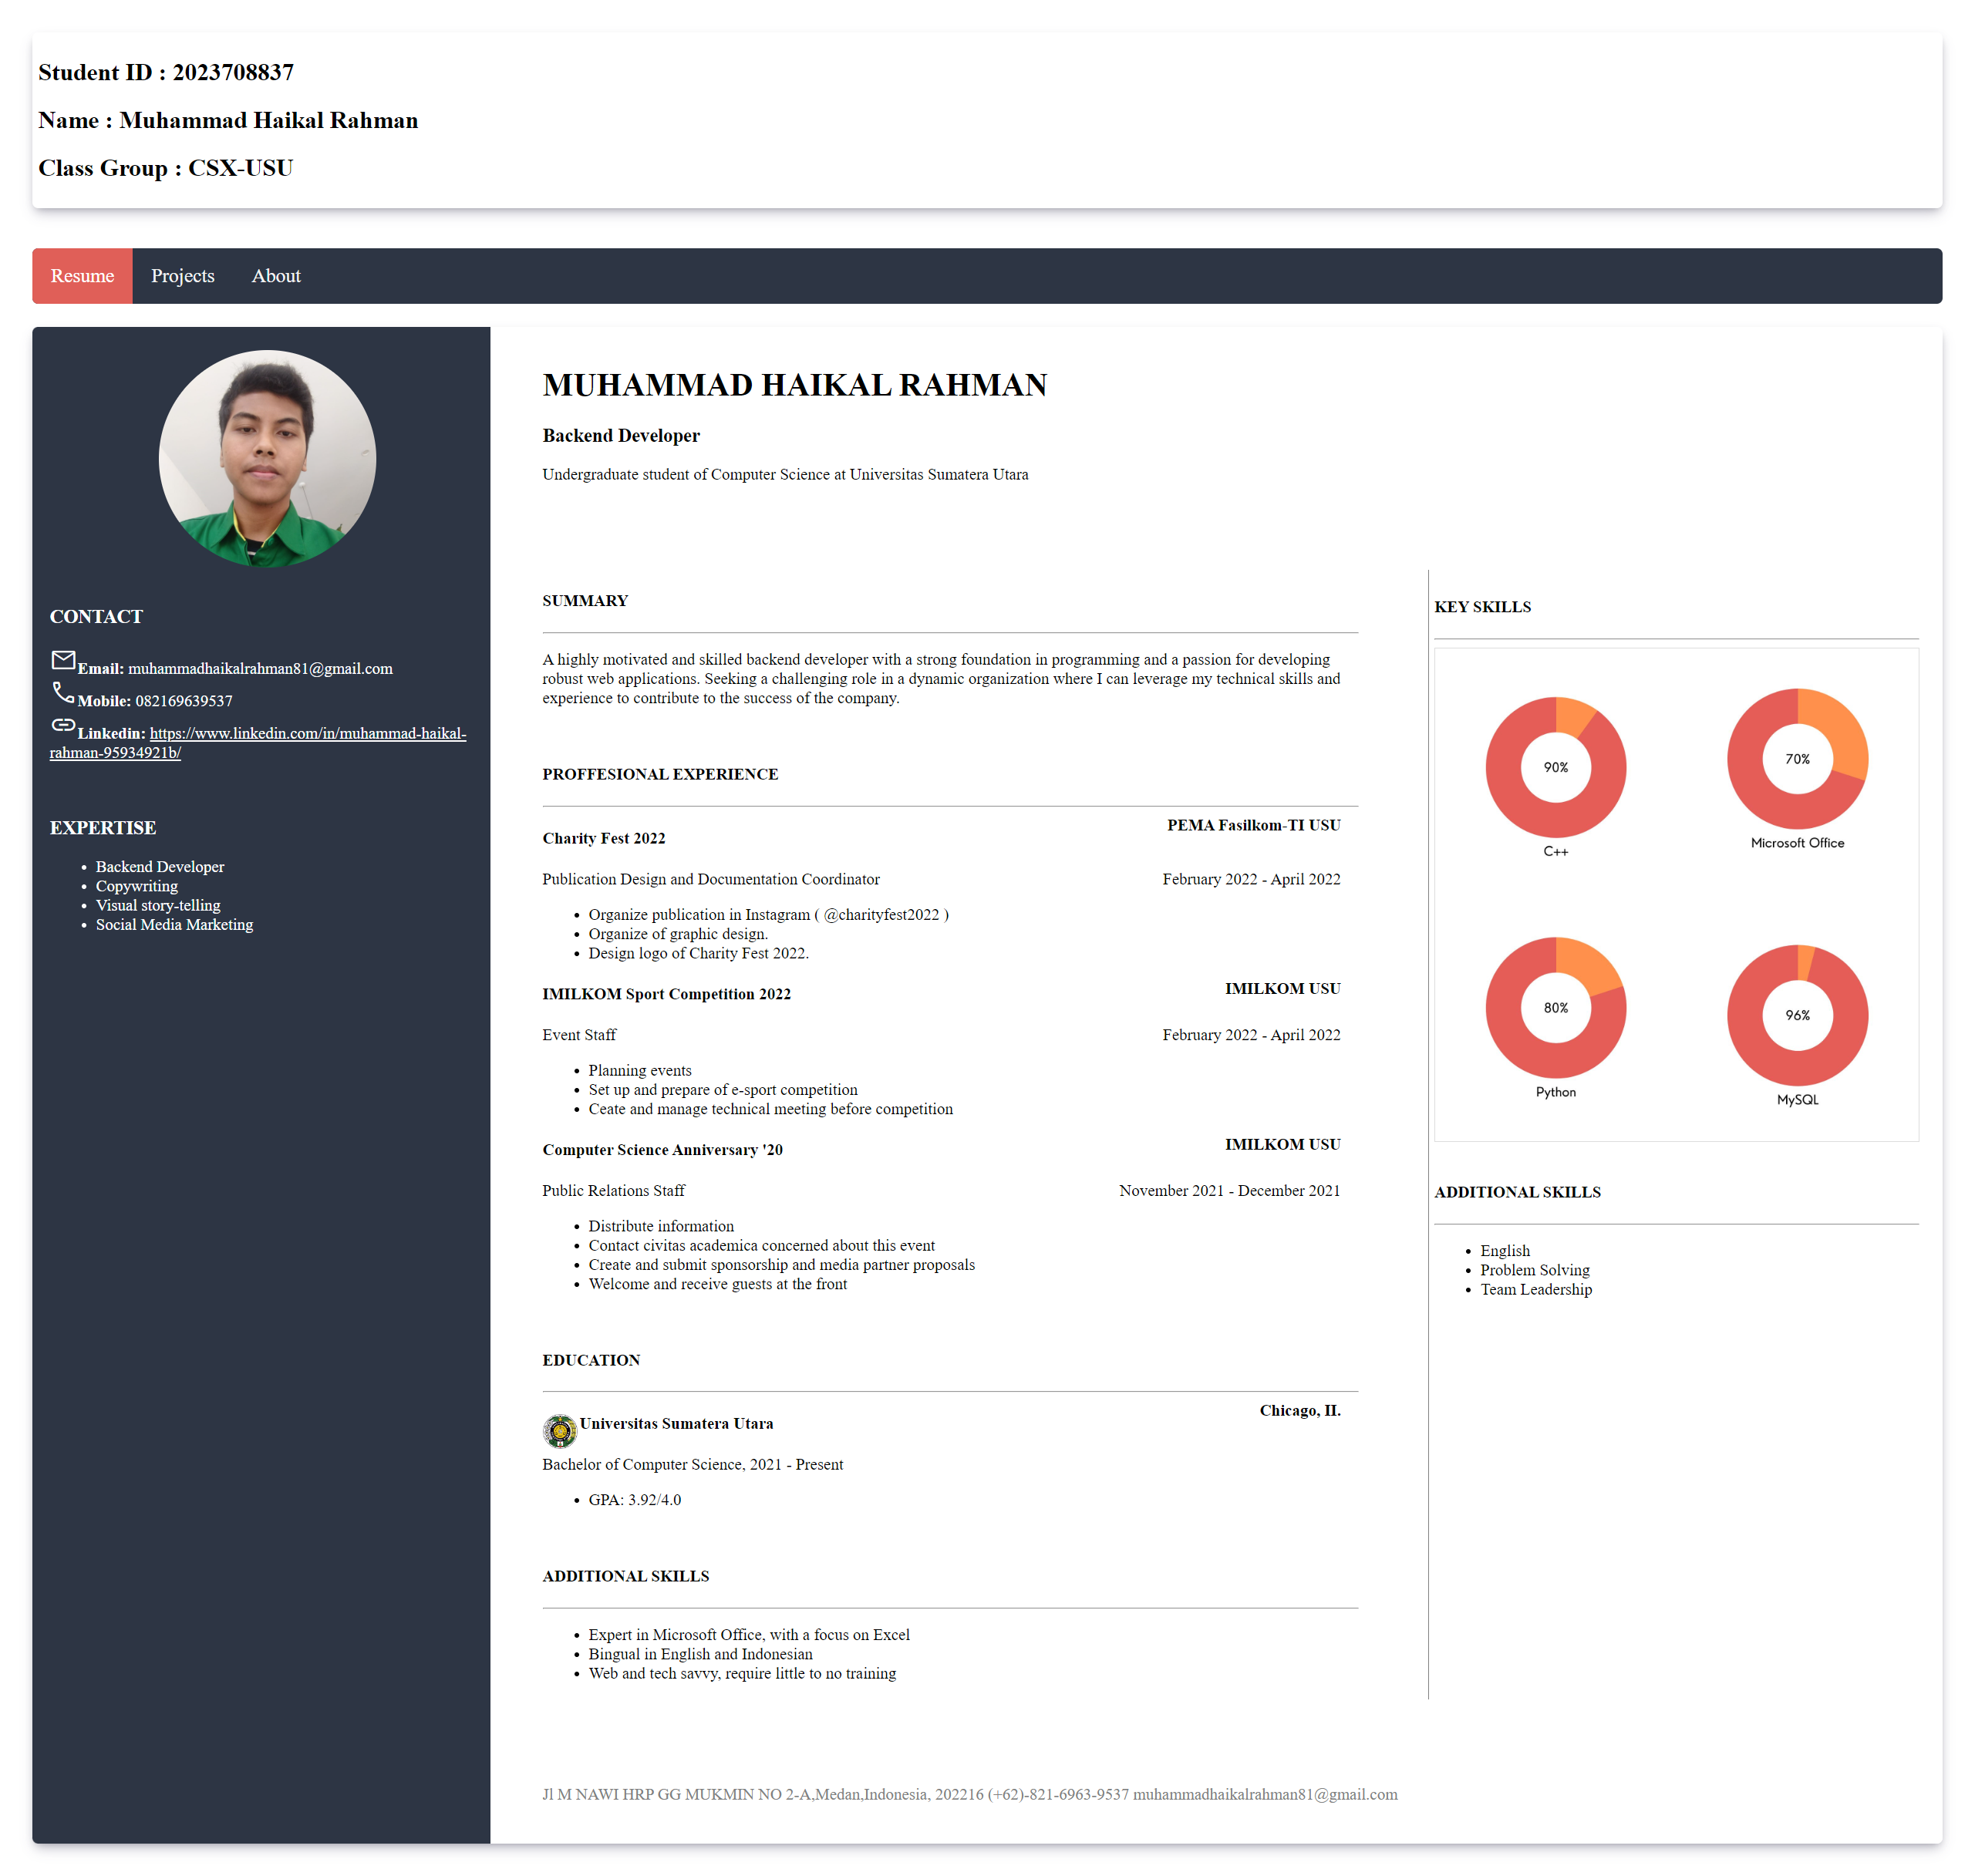 Student ID : 2023708837
Name : Muhammad Haikal Rahman
Class Group : CSX-USU
Resume Projects About
CONTACT
Email: muhammadhaikalrahman81@gmail.com
Mobile: 082169639537
Linkedin: https://www.linkedin.com/in/muhammad-haikal-
rahman-95934921b/
EXPERTISE
Backend Developer
Copywriting
Visual story-telling
Social Media Marketing
MUHAMMAD HAIKAL RAHMAN
Backend Developer
Undergraduate student of Computer Science at Universitas Sumatera Utara
SUMMARY
A highly motivated and skilled backend developer with a strong foundation in programming and a passion for developing
robust web applications. Seeking a challenging role in a dynamic organization where I can leverage my technical skills and
experience to contribute to the success of the company.
PROFFESIONAL EXPERIENCE
Charity Fest 2022 PEMA Fasilkom-TI USU
Publication Design and Documentation Coordinator February 2022 - April 2022
Organize publication in Instagram ( @charityfest2022 )
Organize of graphic design.
Design logo of Charity Fest 2022.
IMILKOM Sport Competition 2022 IMILKOM USU
Event Staff February 2022 - April 2022
Planning events
Set up and prepare of e-sport competition
Ceate and manage technical meeting before competition
Computer Science Anniversary '20 IMILKOM USU
Public Relations Staff November 2021 - December 2021
Distribute information
Contact civitas academica concerned about this event
Create and submit sponsorship and media partner proposals
Welcome and receive guests at the front
EDUCATION
Universitas Sumatera Utara Chicago, II.
Bachelor of Computer Science, 2021 - Present
GPA: 3.92/4.0
ADDITIONAL SKILLS
Expert in Microsoft Office, with a focus on Excel
Bingual in English and Indonesian
Web and tech savvy, require little to no training
KEY SKILLS
90%
C++
70%
Microsoft Office
80%
Python
96%
MySQL
ADDITIONAL SKILLS
English
Problem Solving
Team Leadership
Jl M NAWI HRP GG MUKMIN NO 2-A,Medan,Indonesia, 202216 (+62)-821-6963-9537 muhammadhaikalrahman81@gmail.com